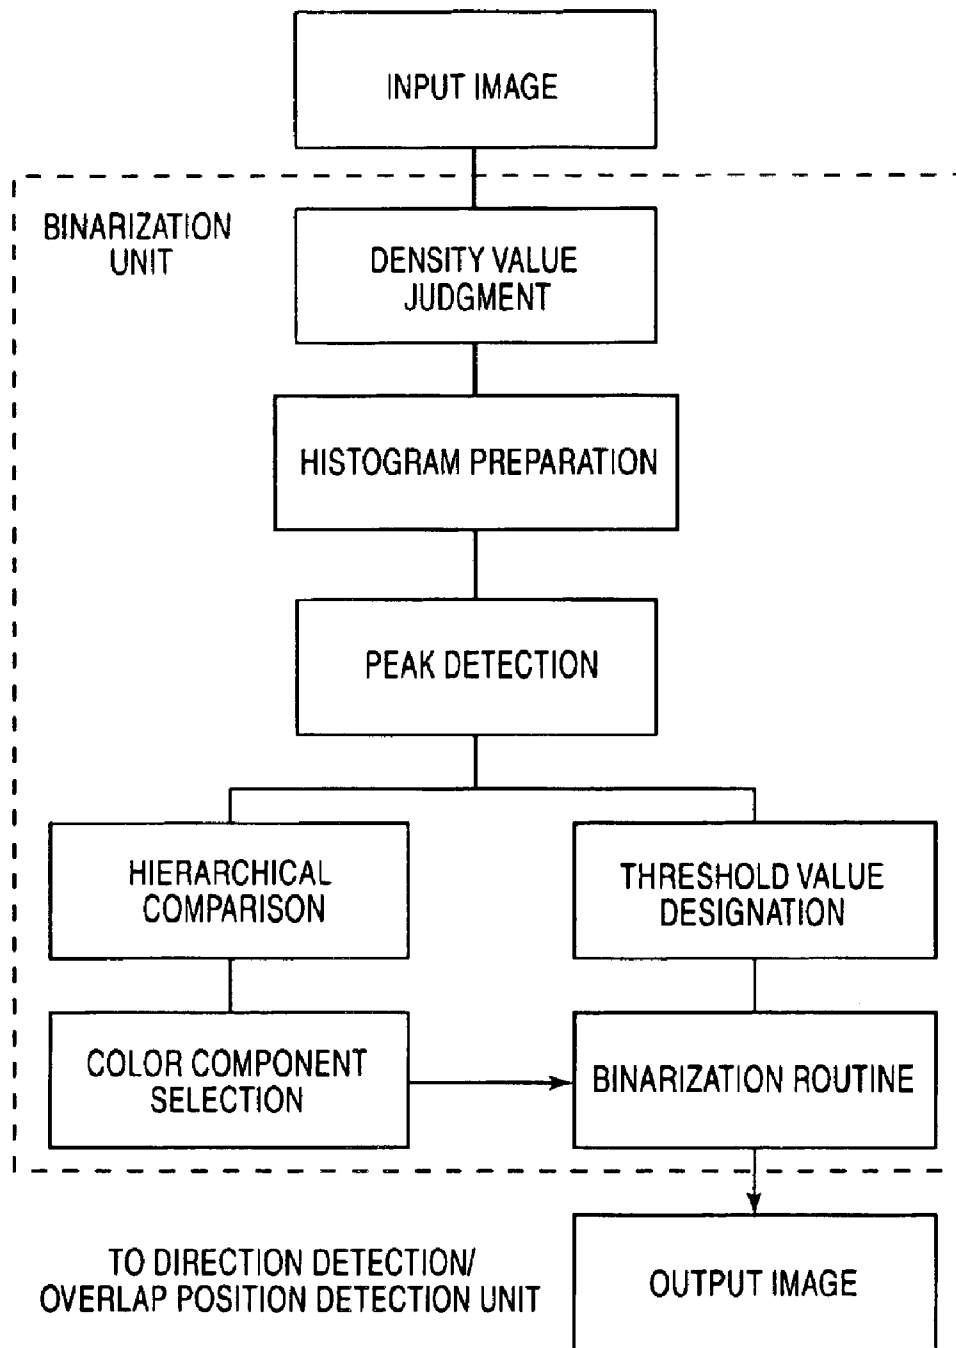 INPUT IMAGE
BINARIZATION
UNIT
DENSITY VALUE
JUDGMENT
HISTOGRAM PREPARATION
PEAK DETECTION
HIERARCHICAL
COMPARISON
THRESHOLD VALUE
DESIGNATION
COLOR COMPONENT
SELECTION
BINARIZATION ROUTINE
TO DIRECTION DETECTION/
OVERLAP POSITION DETECTION UNIT
OUTPUT IMAGE